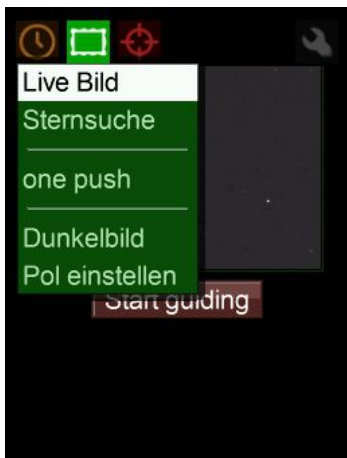 Live Bild
Sternsuche
one push
Dunkelbild
Pol einstellen
Start guiding